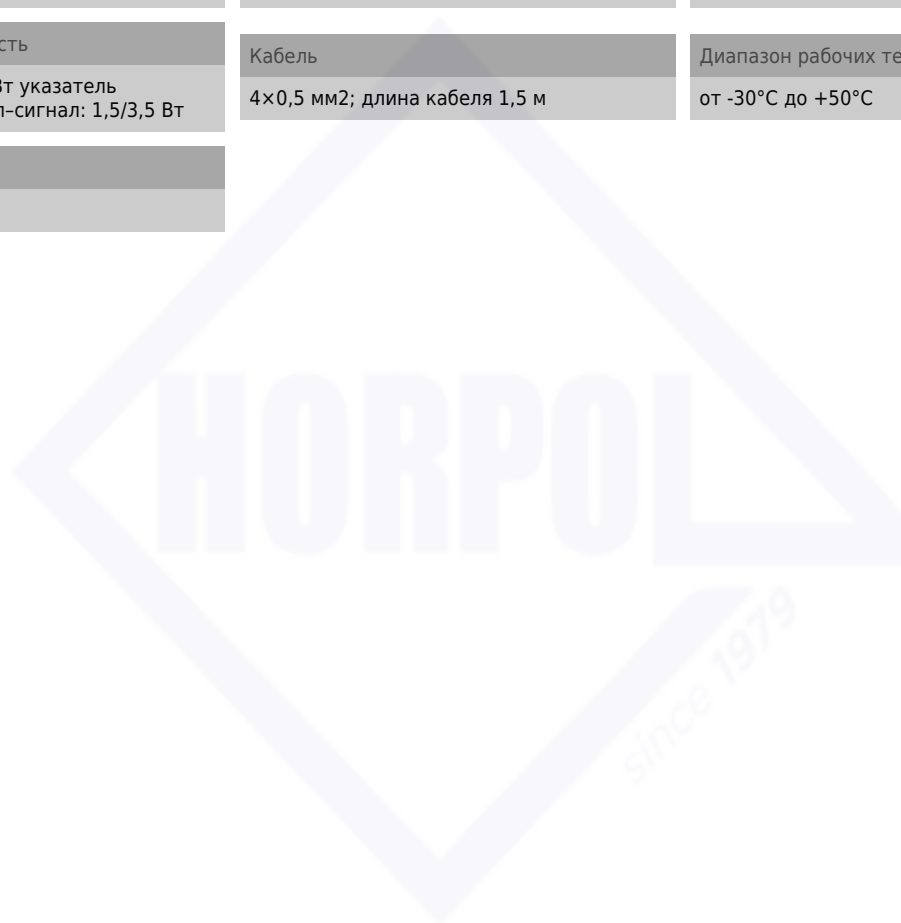 сть
Вт указатель
л–сигнал: 1,5/3,5 Вт
Кабель
4×0,5 мм2; длина кабеля 1,5 м
Диапазон рабочих те
от -30°C до +50°C
HORPOL
since 1979